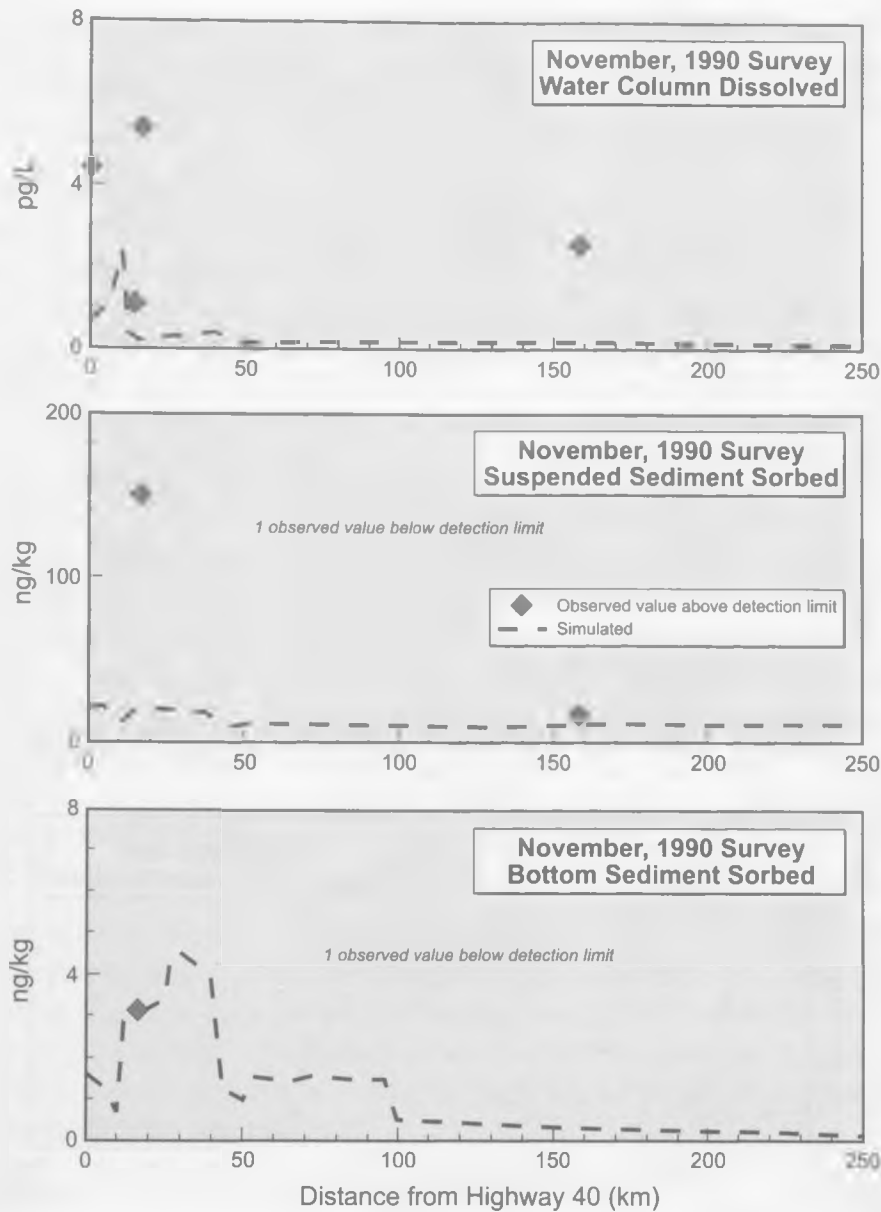 8
November, 1990 Survey
Water Column Dissolved
pg/L
4
0
0 50 100 150 200 250
200
November, 1990 Survey
Suspended Sediment Sorbed
1 observed value below detection limit
ng/kg
100
Observed value above detection limit
Simulated
0
0 50 100 150 200 250
8
November, 1990 Survey
Bottom Sediment Sorbed
1 observed value below detection limit
ng/kg
4
0
0 50 100 150 200 250
Distance from Highway 40 (km)